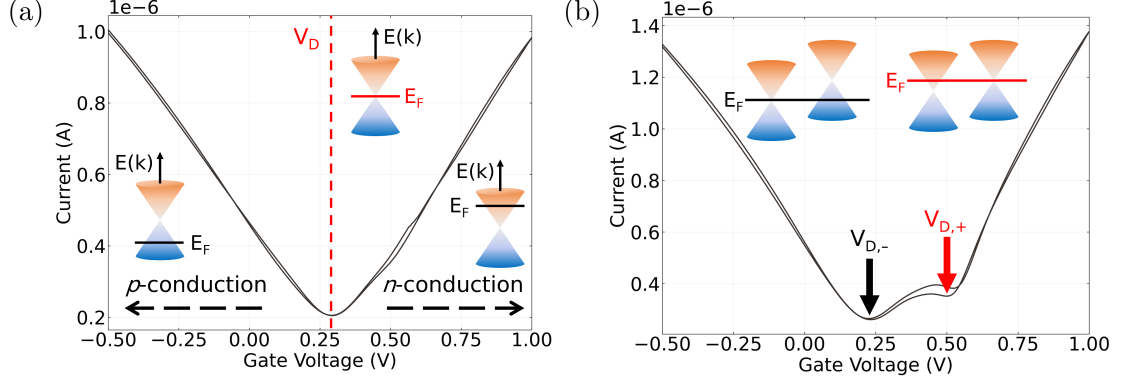 (a)
1e−6
Current (A)
1.0
0.8
0.6
0.4
0.2
V_D
E(k)
E_F
E(k)
E_F
E(k)
E_F
p-conduction
n-conduction
−0.50
−0.25
0.00
0.25
0.50
0.75
1.00
Gate Voltage (V)
(b)
1e−6
Current (A)
1.4
1.2
1.0
0.8
0.6
0.4
E_F
E_F
V_D,−
V_D,+
−0.50
−0.25
0.00
0.25
0.50
0.75
1.00
Gate Voltage (V)